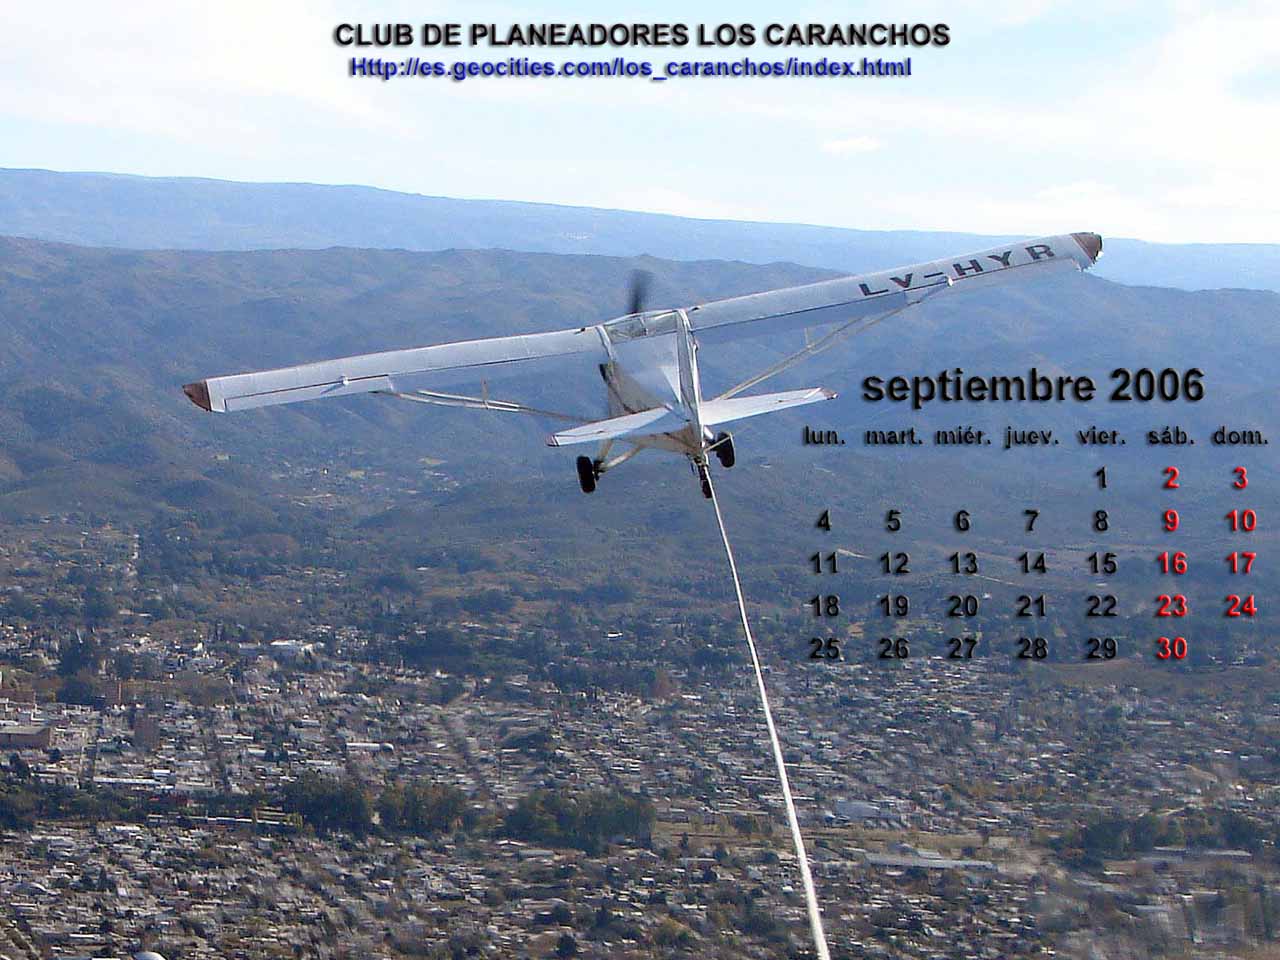 CLUB DE PLANEADORES LOS CARANCHOS
Http://es.geocities.com/los_caranchos/index.html
LV-HYR
septiembre 2006
lun. mart. miér. juev. vier. sáb. dom.
1 2 3
4 5 6 7 8 9 10
11 12 13 14 15 16 17
18 19 20 21 22 23 24
25 26 27 28 29 30